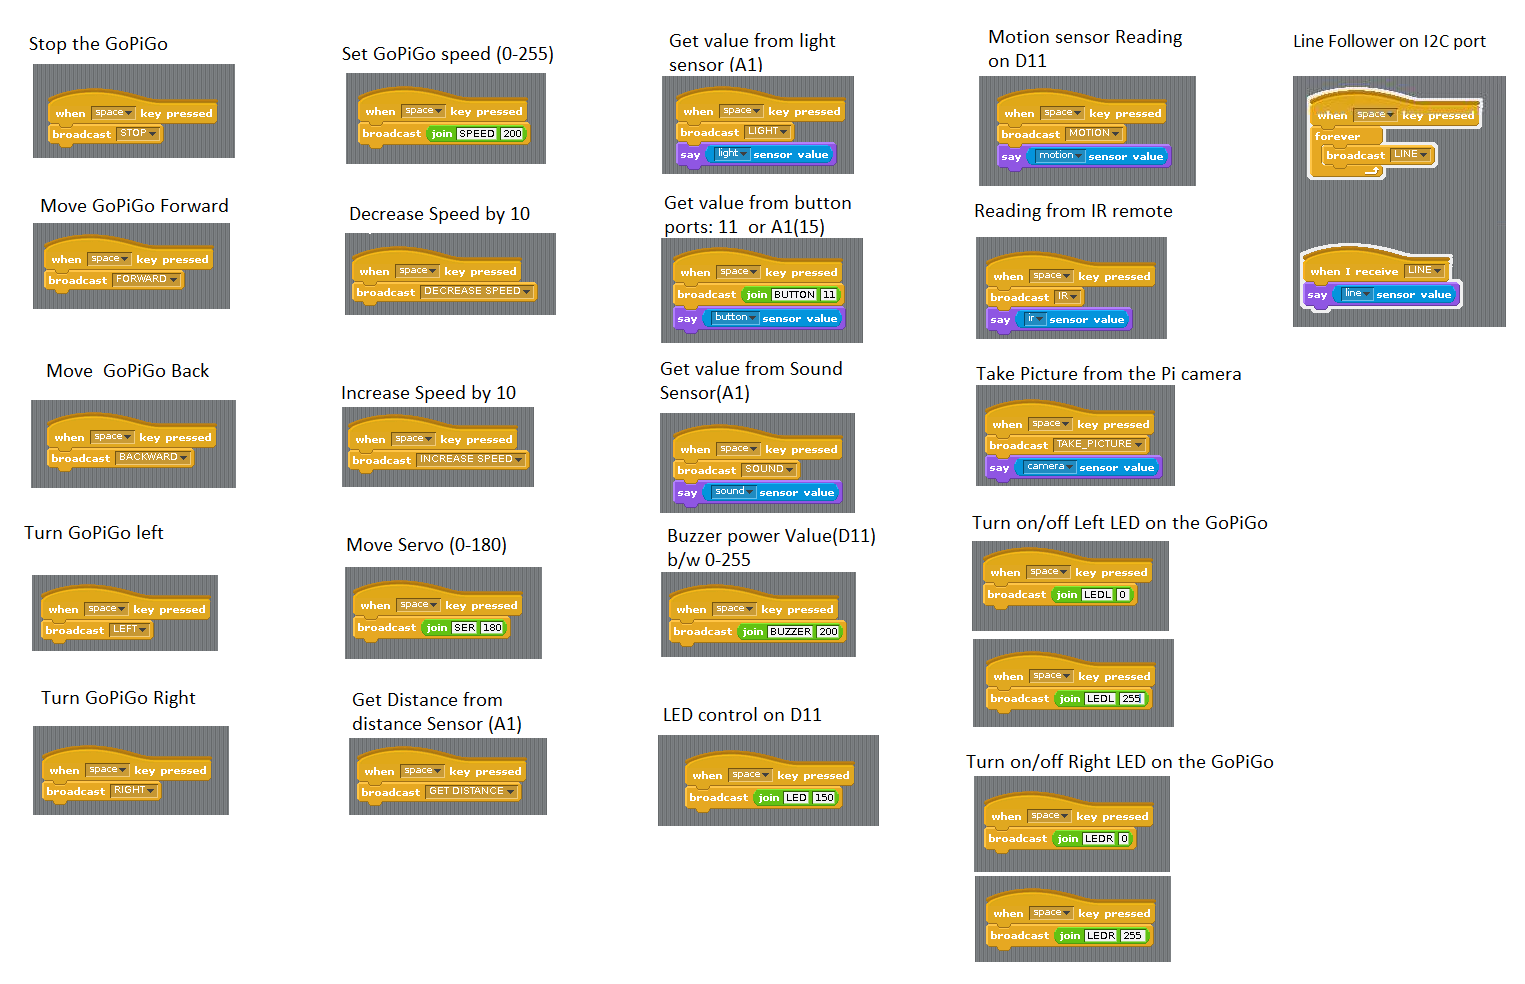 Stop the GoPiGo
when space key pressed
broadcast STOP
Move GoPiGo Forward
when space key pressed
broadcast FORWARD
Move GoPiGo Back
when space key pressed
broadcast BACKWARD
Turn GoPiGo left
when space key pressed
broadcast LEFT
Turn GoPiGo Right
when space key pressed
broadcast RIGHT
Set GoPiGo speed (0-255)
when space key pressed
broadcast join SPEED 200
Decrease Speed by 10
when space key pressed
broadcast DECREASE SPEED
Increase Speed by 10
when space key pressed
broadcast INCREASE SPEED
Move Servo (0-180)
when space key pressed
broadcast join SER 180
Get Distance from
distance Sensor (A1)
when space key pressed
broadcast GET DISTANCE
Get value from light
sensor (A1)
when space key pressed
broadcast LIGHT
say light sensor value
Get value from button
ports: 11 or A1(15)
when space key pressed
broadcast join BUTTON 11
say button sensor value
Get value from Sound
Sensor(A1)
when space key pressed
broadcast SOUND
say sound sensor value
Buzzer power Value(D11)
b/w 0-255
when space key pressed
broadcast join BUZZER 200
LED control on D11
when space key pressed
broadcast join LED 150
Motion sensor Reading
on D11
when space key pressed
broadcast MOTION
say motion sensor value
Reading from IR remote
when space key pressed
broadcast IR
say ir sensor value
Take Picture from the Pi camera
when space key pressed
broadcast TAKE_PICTURE
say camera sensor value
Turn on/off Left LED on the GoPiGo
when space key pressed
broadcast join LEDL 0
when space key pressed
broadcast join LEDL 255
Turn on/off Right LED on the GoPiGo
when space key pressed
broadcast join LEDR 0
when space key pressed
broadcast join LEDR 255
Line Follower on I2C port
when space key pressed
forever
broadcast LINE
when I receive LINE
say line sensor value